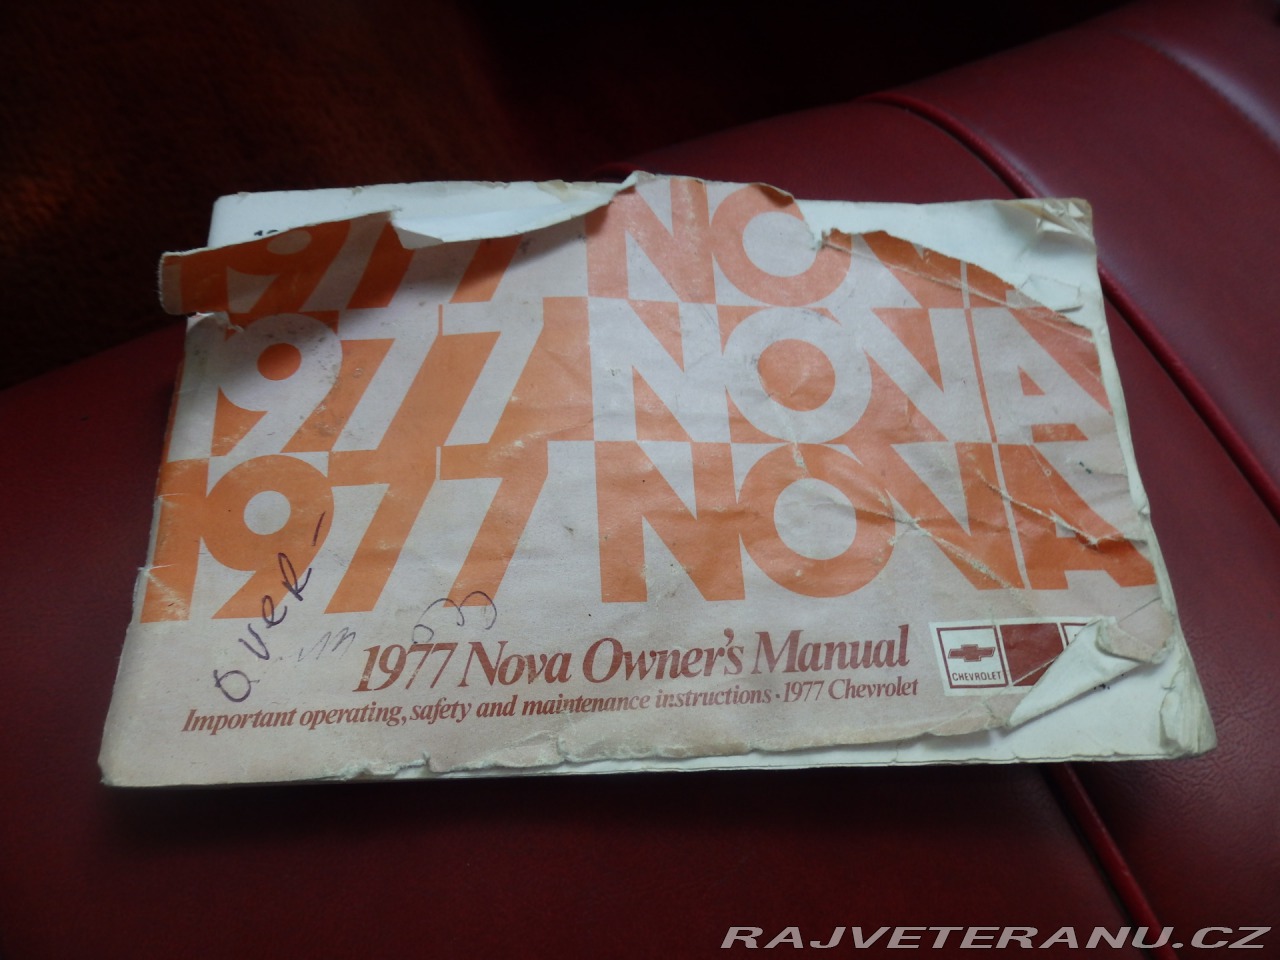 1977 NOVA
1977 NOVA
1977 NOVA
OVER-
1977 Nova Owner's Manual
Important operating, safety and maintenance instructions • 1977 Chevrolet
CHEVROLET
RAJVETERANU.CZ